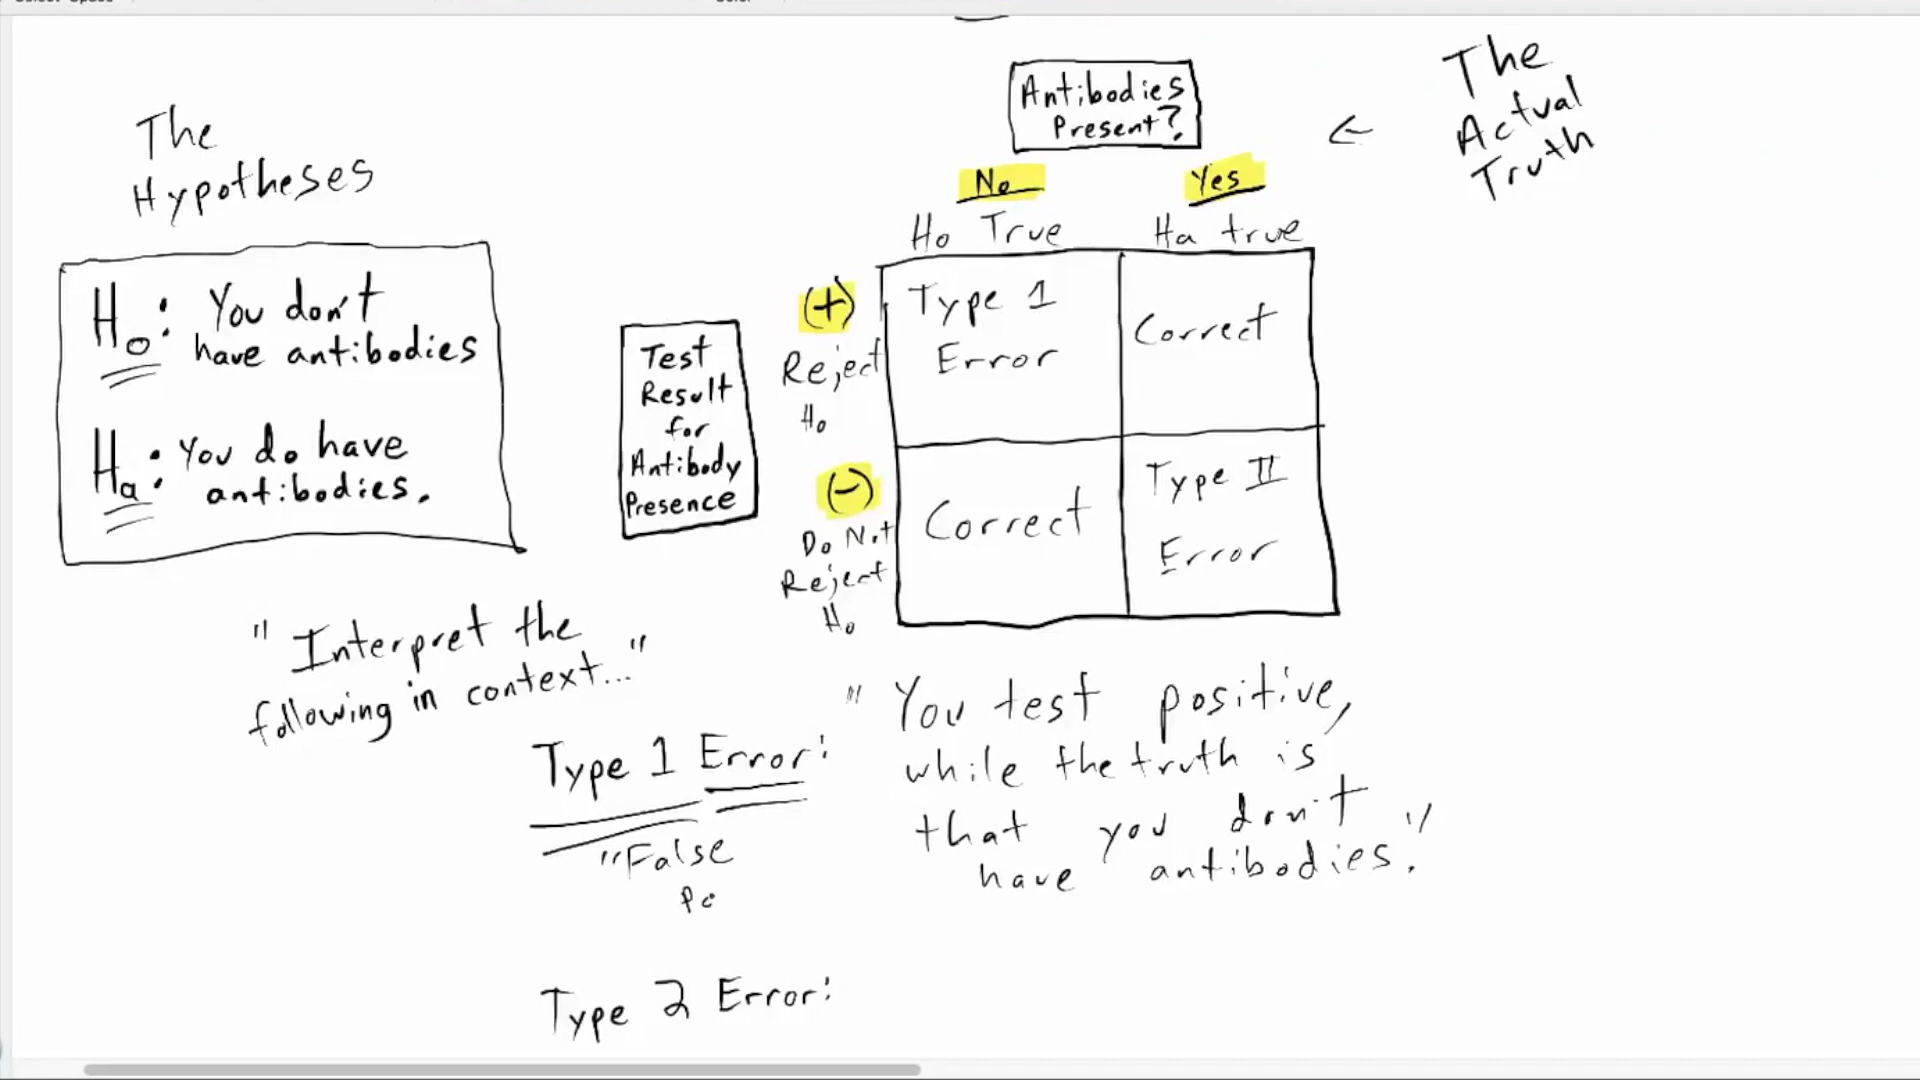 The
Hypotheses
Ho: You don't
have antibodies
Ha: You do have
antibodies.
Antibodies
Present?
←
The
Actual
Truth
No
Yes
Ho True
Ha true
Test
Result
for
Antibody
Presence
(+)
Reject
Ho
Type 1
Error
Correct
(-)
Do Not
Reject
Ho
Correct
Type II
Error
"Interpret the
following in context..."
Type 1 Error:
"False
Po
"You test positive,
while the truth is
that you don't
have antibodies."
Type 2 Error: